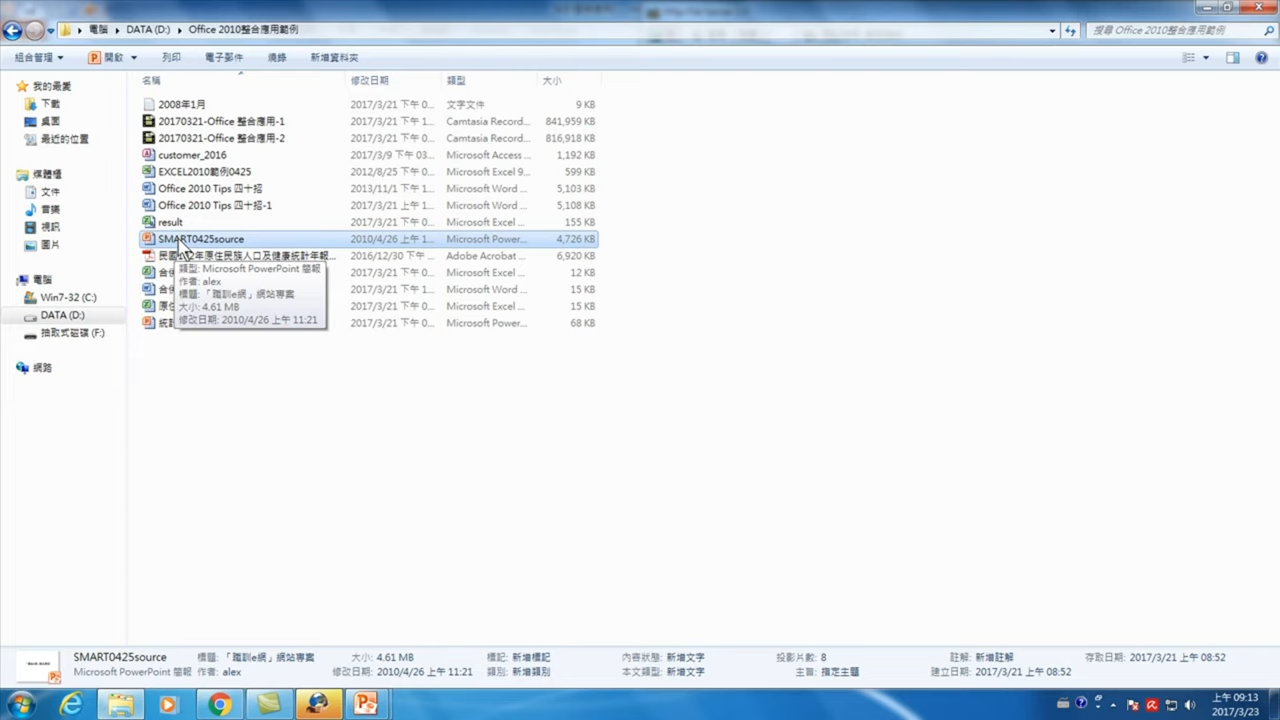 電腦 ▸ DATA (D:) ▸ Office 2010整合應用範例
搜尋 Office 2010整合應用範例
組合管理 開啟 列印 電子郵件 燒錄 新增資料夾
我的最愛
下載
桌面
最近的位置
媒體櫃
文件
音樂
視訊
圖片
電腦
Win7-32 (C:)
DATA (D:)
抽取式磁碟 (F:)
網路
名稱 修改日期 類型 大小
2008年1月 2017/3/21 下午 0... 文字文件 9 KB
20170321-Office 整合應用-1 2017/3/21 下午 1... Camtasia Record... 841,959 KB
20170321-Office 整合應用-2 2017/3/21 下午 0... Camtasia Record... 816,918 KB
customer_2016 2017/3/9 下午 03... Microsoft Access ... 1,192 KB
EXCEL2010範例0425 2012/8/25 下午 0... Microsoft Excel 9... 599 KB
Office 2010 Tips 四十招 2013/11/1 下午 1... Microsoft Word ... 5,103 KB
Office 2010 Tips 四十招-1 2017/3/21 上午 1... Microsoft Word ... 5,108 KB
result 2017/3/21 下午 0... Microsoft Excel ... 155 KB
SMART0425source 2010/4/26 上午 1... Microsoft Power... 4,726 KB
年原住民族人口及健康統計年報... 2016/12/30 下午 ... Adobe Acrobat ... 6,920 KB
2017/3/21 下午 0... Microsoft Excel ... 12 KB
2017/3/21 下午 0... Microsoft Word ... 15 KB
2017/3/21 下午 0... Microsoft Excel ... 15 KB
2017/3/21 下午 0... Microsoft Power... 68 KB
類型: Microsoft PowerPoint 簡報
作者: alex
標題: 「職訓e網」網站專案
大小: 4.61 MB
修改日期: 2010/4/26 上午 11:21
SMART0425source 標題: 「職訓e網」網站專案 大小: 4.61 MB 標記: 新增標記 內容狀態: 新增文字 投影片數: 8 註解: 新增註解 存取日期: 2017/3/21 上午 08:52
Microsoft PowerPoint 簡報 作者: alex 修改日期: 2010/4/26 上午 11:21 類別: 新增類別 本文類型: 新增文字 主旨: 指定主題 建立日期: 2017/3/21 上午 08:52
上午 09:13
2017/3/23